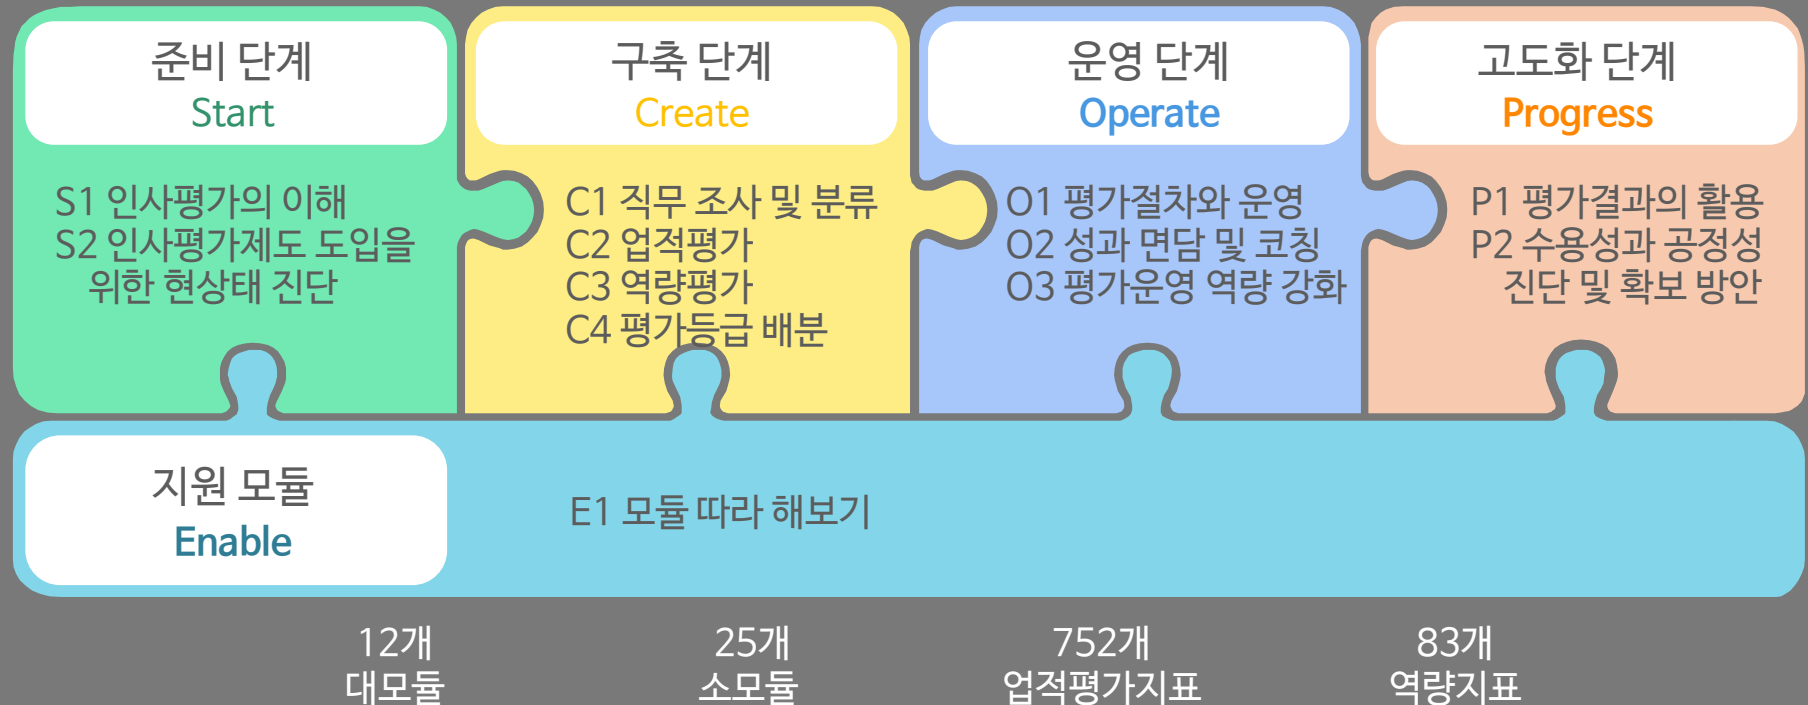 준비 단계
Start
S1 인사평가의 이해
S2 인사평가제도 도입을
위한 현상태 진단
구축 단계
Create
C1 직무 조사 및 분류
C2 업적평가
C3 역량평가
C4 평가등급 배분
운영 단계
Operate
O1 평가절차와 운영
O2 성과 면담 및 코칭
O3 평가운영 역량 강화
고도화 단계
Progress
P1 평가결과의 활용
P2 수용성과 공정성
진단 및 확보 방안
지원 모듈
Enable
E1 모듈 따라 해보기
12개
대모듈
25개
소모듈
752개
업적평가지표
83개
역량지표